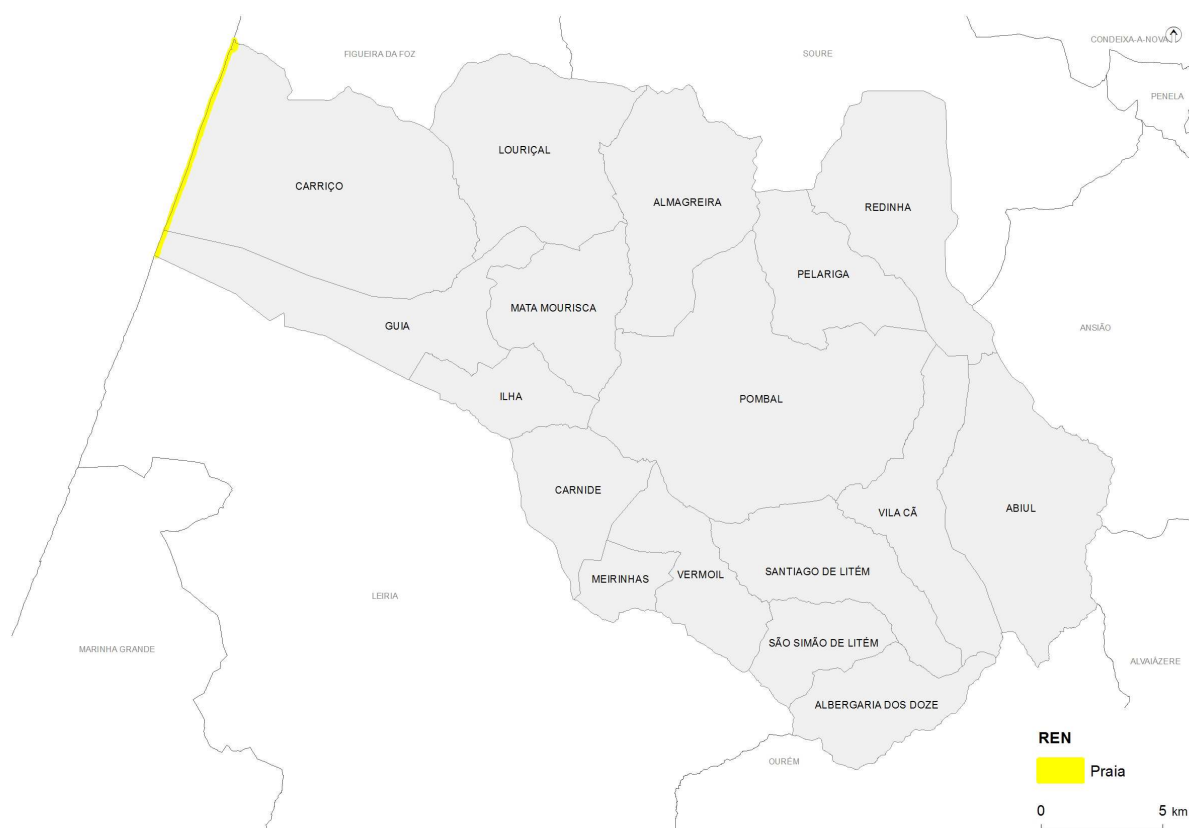 FIGUEIRA DA FOZ
SOURE
CONDEIXA-A-NOVA
PENELA
LOURIÇAL
CARRIÇO
ALMAGREIRA
REDINHA
PELARIGA
MATA MOURISCA
GUIA
ANSIÃO
ILHA
POMBAL
CARNIDE
VILA CÃ
ABIUL
MEIRINHAS
VERMOIL
SANTIAGO DE LITÉM
LEIRIA
MARINHA GRANDE
SÃO SIMÃO DE LITÉM
ALVAIÁZERE
ALBERGARIA DOS DOZE
OURÉM
REN
Praia
0 5 km